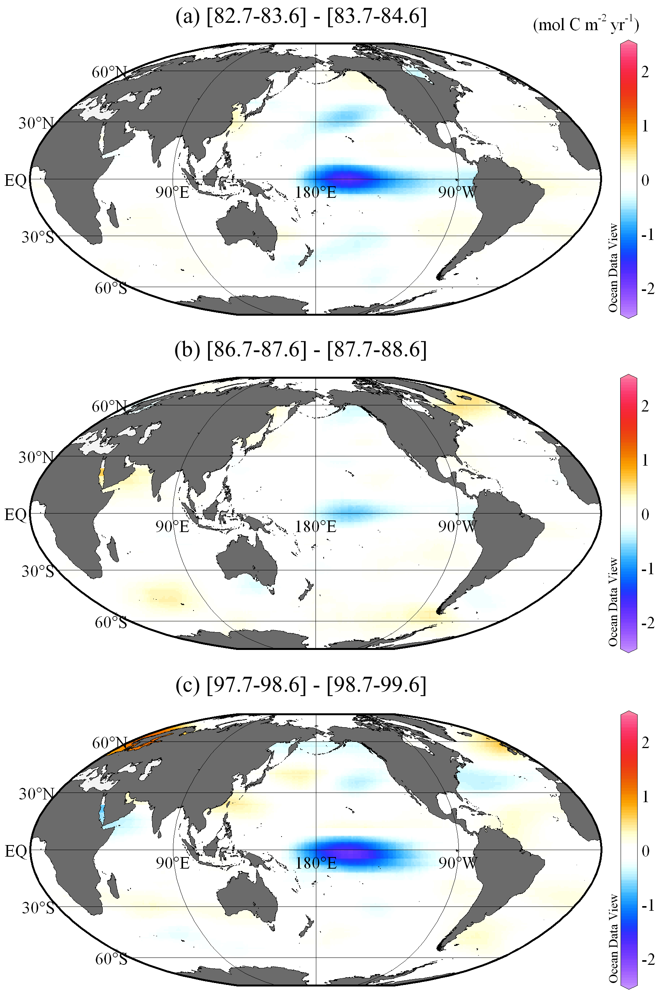 (a) [82.7-83.6] - [83.7-84.6]
(mol C m-2 yr-1)
60°N
30°N
EQ
30°S
60°S
90°E
180°E
90°W
2
1
0
-1
-2
Ocean Data View
(b) [86.7-87.6] - [87.7-88.6]
60°N
30°N
EQ
30°S
60°S
90°E
180°E
90°W
2
1
0
-1
-2
Ocean Data View
(c) [97.7-98.6] - [98.7-99.6]
60°N
30°N
EQ
30°S
60°S
90°E
180°E
90°W
2
1
0
-1
-2
Ocean Data View